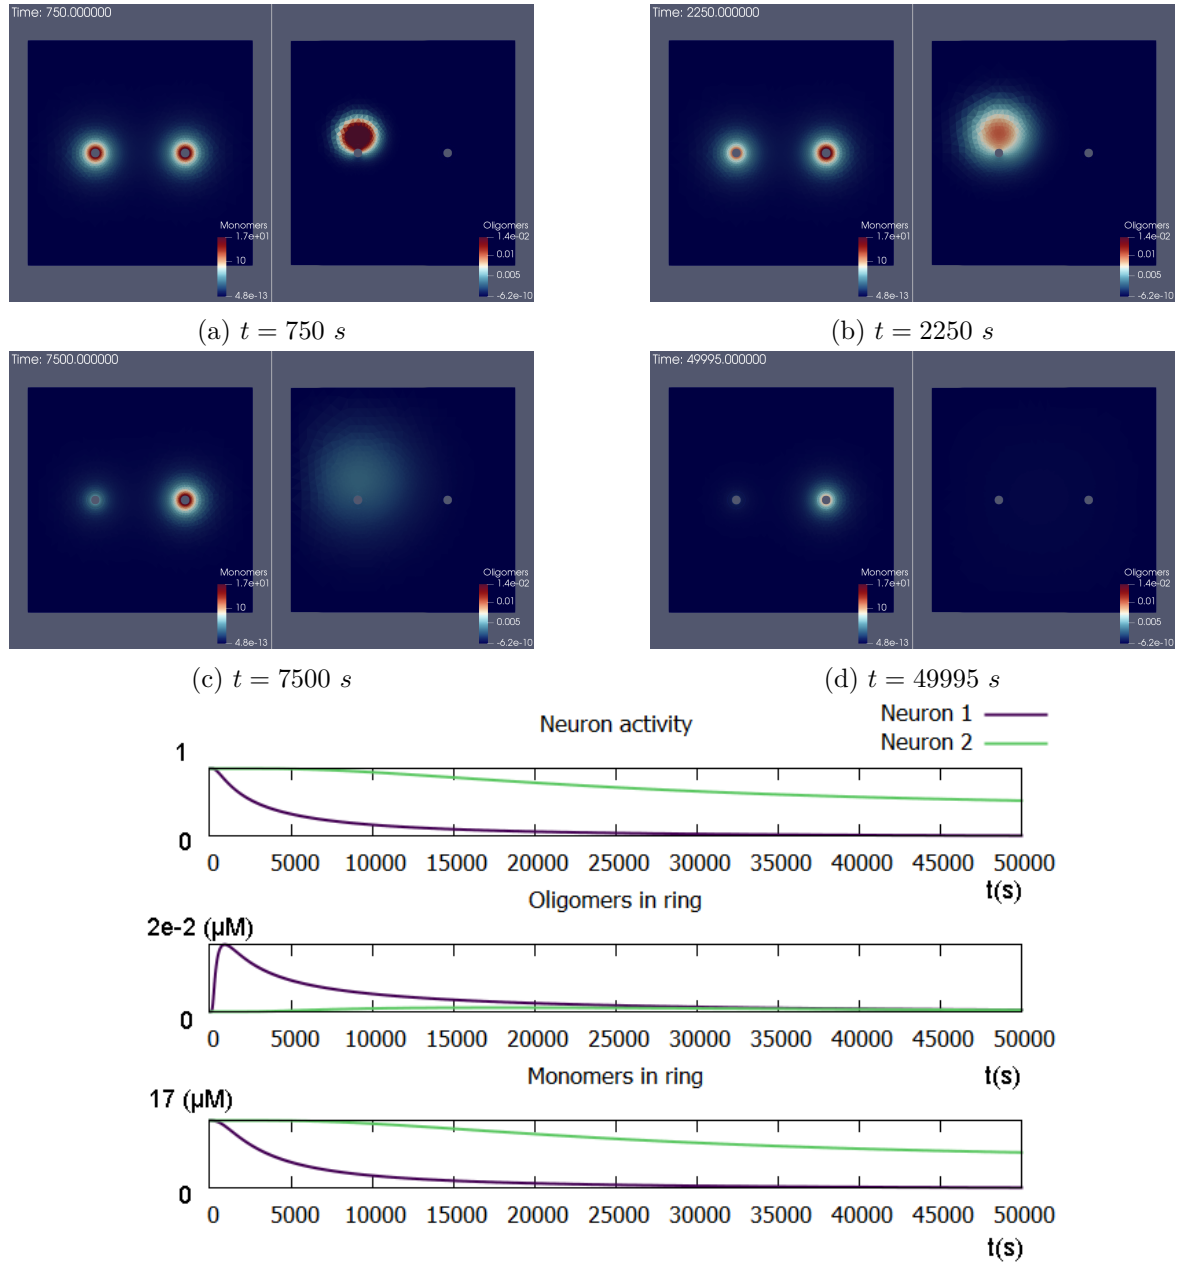 Time: 750.000000
Monomers
1.7e+01
10
4.8e-13
Oligomers
1.4e-02
0.01
0.005
-6.2e-10
(a) t = 750 s
Time: 2250.000000
Monomers
1.7e+01
10
4.8e-13
Oligomers
1.4e-02
0.01
0.005
-6.2e-10
(b) t = 2250 s
Time: 7500.000000
Monomers
1.7e+01
10
4.8e-13
Oligomers
1.4e-02
0.01
0.005
-6.2e-10
(c) t = 7500 s
Time: 49995.000000
Monomers
1.7e+01
10
4.8e-13
Oligomers
1.4e-02
0.01
0.005
-6.2e-10
(d) t = 49995 s
Neuron activity
Neuron 1
Neuron 2
1
0
0 5000 10000 15000 20000 25000 30000 35000 40000 45000 50000
t(s)
Oligomers in ring
2e-2 (μM)
0
0 5000 10000 15000 20000 25000 30000 35000 40000 45000 50000
t(s)
Monomers in ring
17 (μM)
0
0 5000 10000 15000 20000 25000 30000 35000 40000 45000 50000
t(s)